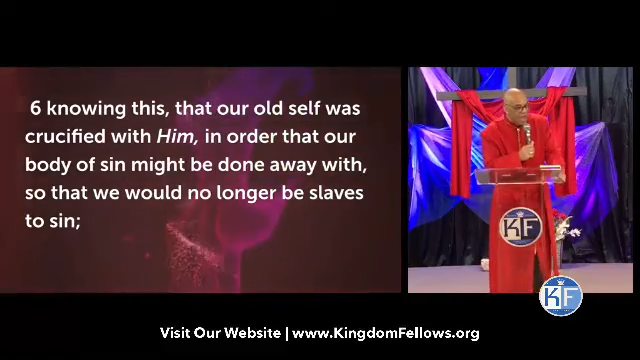 6 knowing this, that our old self was
crucified with Him, in order that our
body of sin might be done away with,
so that we would no longer be slaves
to sin;
KF
KF
Visit Our Website | www.KingdomFellows.org